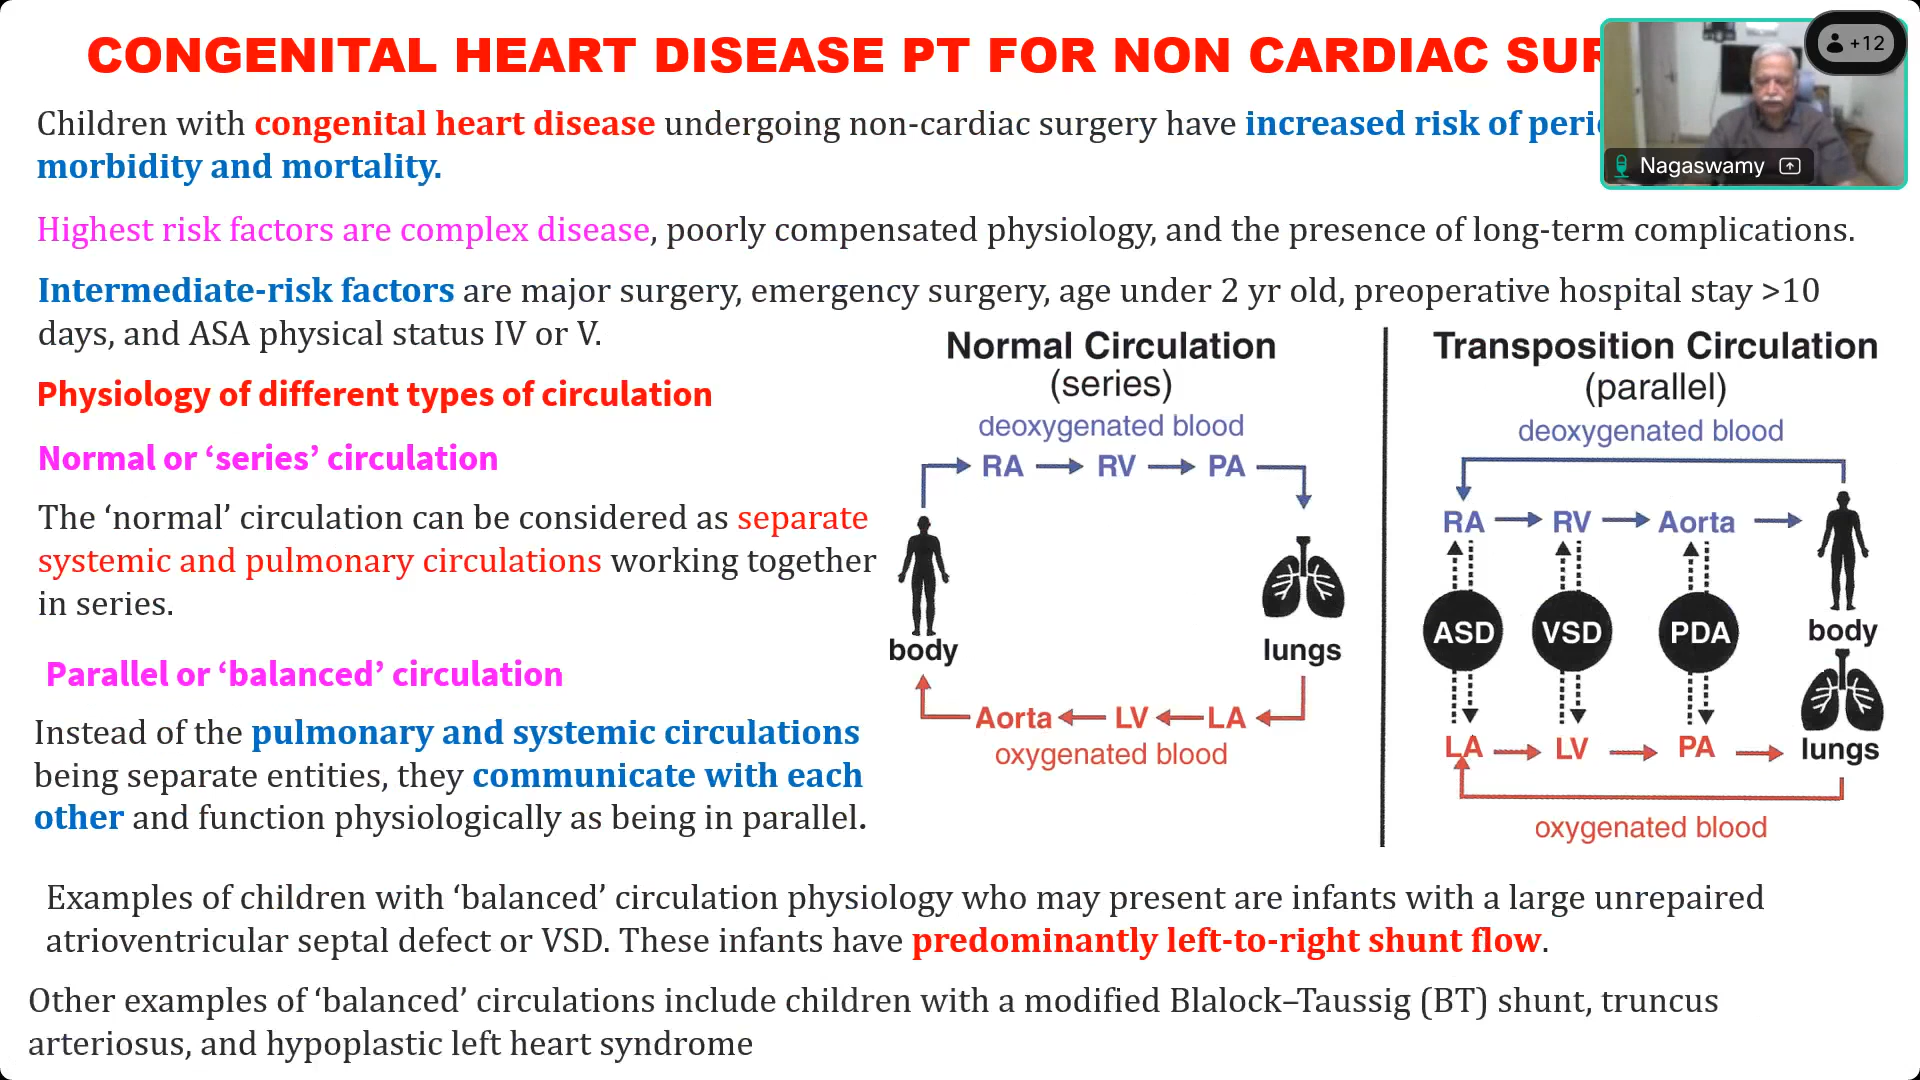 CONGENITAL HEART DISEASE PT FOR NON CARDIAC SUR
+12
Nagaswamy
Children with congenital heart disease undergoing non-cardiac surgery have increased risk of
morbidity and mortality.
Highest risk factors are complex disease, poorly compensated physiology, and the presence of long-term complications.
Intermediate-risk factors are major surgery, emergency surgery, age under 2 yr old, preoperative hospital stay >10
days, and ASA physical status IV or V.
Physiology of different types of circulation
Normal or ‘series’ circulation
The ‘normal’ circulation can be considered as separate
systemic and pulmonary circulations working together
in series.
Parallel or ‘balanced’ circulation
Instead of the pulmonary and systemic circulations
being separate entities, they communicate with each
other and function physiologically as being in parallel.
Normal Circulation
(series)
deoxygenated blood
RA RV PA
body
lungs
Aorta LV LA
oxygenated blood
Transposition Circulation
(parallel)
deoxygenated blood
RA RV Aorta
ASD VSD PDA
body
LA LV PA
lungs
oxygenated blood
Examples of children with ‘balanced’ circulation physiology who may present are infants with a large unrepaired
atrioventricular septal defect or VSD. These infants have predominantly left-to-right shunt flow.
Other examples of ‘balanced’ circulations include children with a modified Blalock–Taussig (BT) shunt, truncus
arteriosus, and hypoplastic left heart syndrome